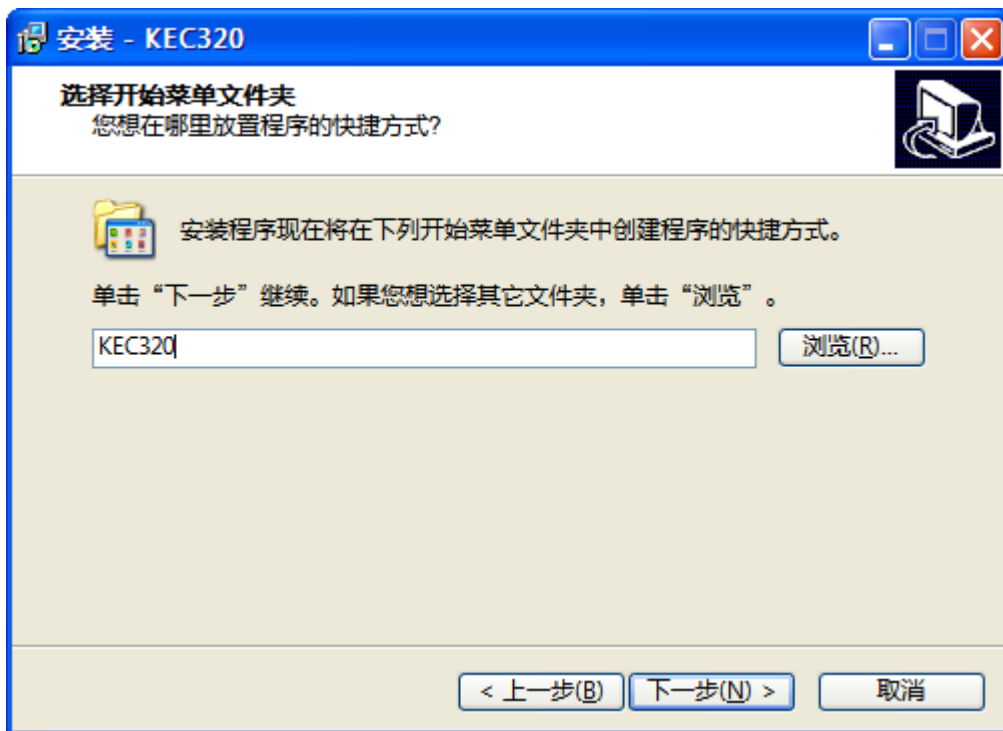 安装 - KEC320
选择开始菜单文件夹
您想在哪里放置程序的快捷方式?
安装程序现在将在下列开始菜单文件夹中创建程序的快捷方式。
单击“下一步”继续。如果您想选择其它文件夹，单击“浏览”。
KEC320
浏览(R)...
< 上一步(B)
下一步(N) >
取消